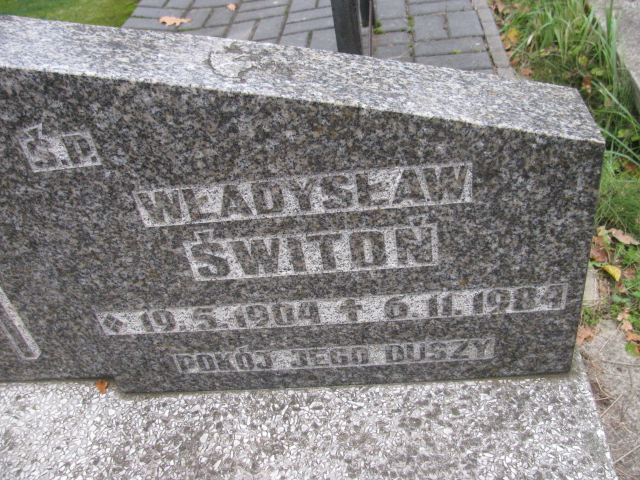 Ś.P.
WŁADYSŁAW
ŚWITOŃ
19.5.1904 ✝ 6.11.1984
POKÓJ JEGO DUSZY